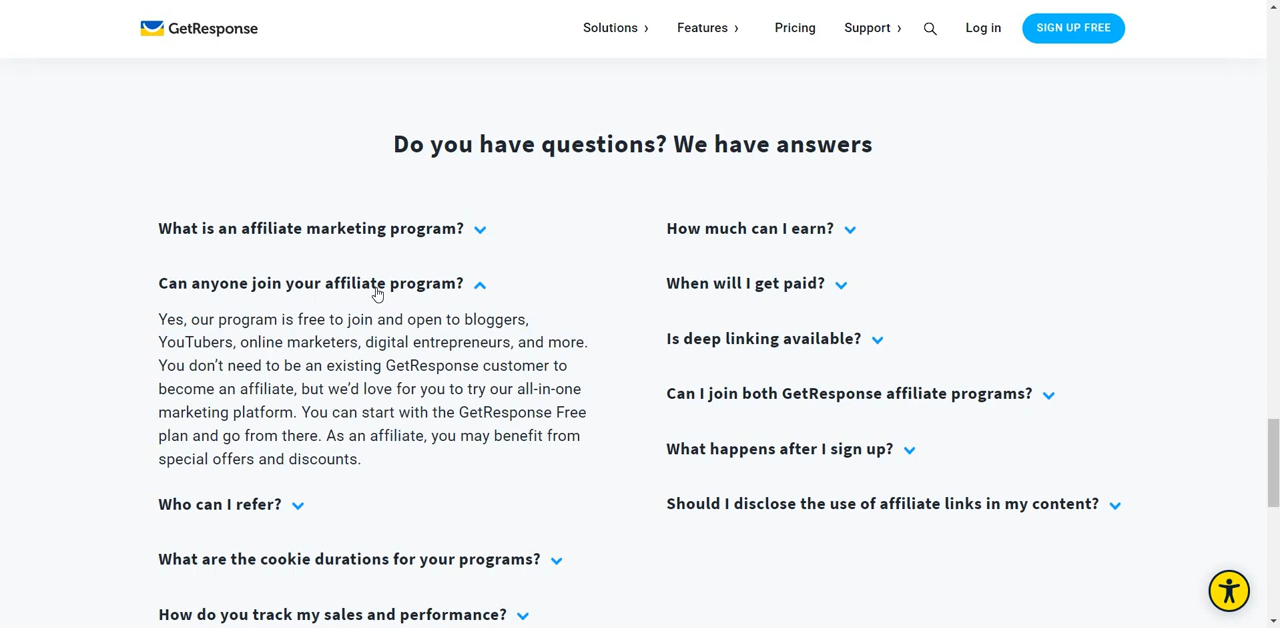 GetResponse
Solutions ›
Features ›
Pricing
Support ›
Log in
SIGN UP FREE
Do you have questions? We have answers
What is an affiliate marketing program?
Can anyone join your affiliate program?
Yes, our program is free to join and open to bloggers,
YouTubers, online marketers, digital entrepreneurs, and more.
You don’t need to be an existing GetResponse customer to
become an affiliate, but we’d love for you to try our all-in-one
marketing platform. You can start with the GetResponse Free
plan and go from there. As an affiliate, you may benefit from
special offers and discounts.
Who can I refer?
What are the cookie durations for your programs?
How do you track my sales and performance?
How much can I earn?
When will I get paid?
Is deep linking available?
Can I join both GetResponse affiliate programs?
What happens after I sign up?
Should I disclose the use of affiliate links in my content?